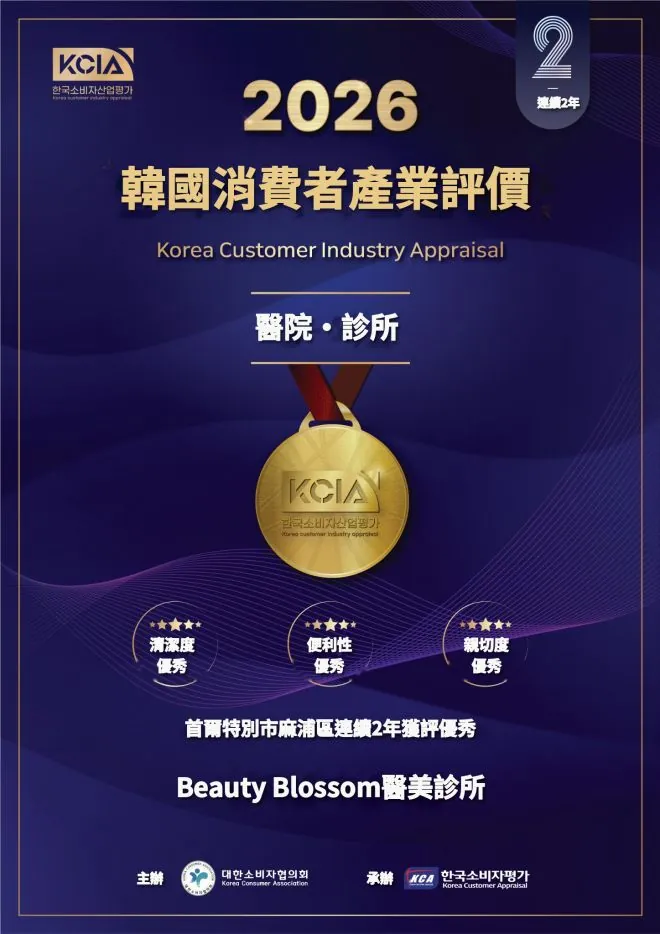 KCIA
한국소비자산업평가
Korea customer industry appraisal
2
連續2年
2026
韓國消費者產業評價
Korea Customer Industry Appraisal
醫院・診所
KCIA
한국소비자산업평가
Korea customer industry appraisal
清潔度
優秀
便利性
優秀
親切度
優秀
首爾特別市麻浦區連續2年獲評優秀
Beauty Blossom醫美診所
主辦
대한소비자협의회
Korea Consumer Association
承辦
KCA
한국소비자평가
Korea Customer Appraisal